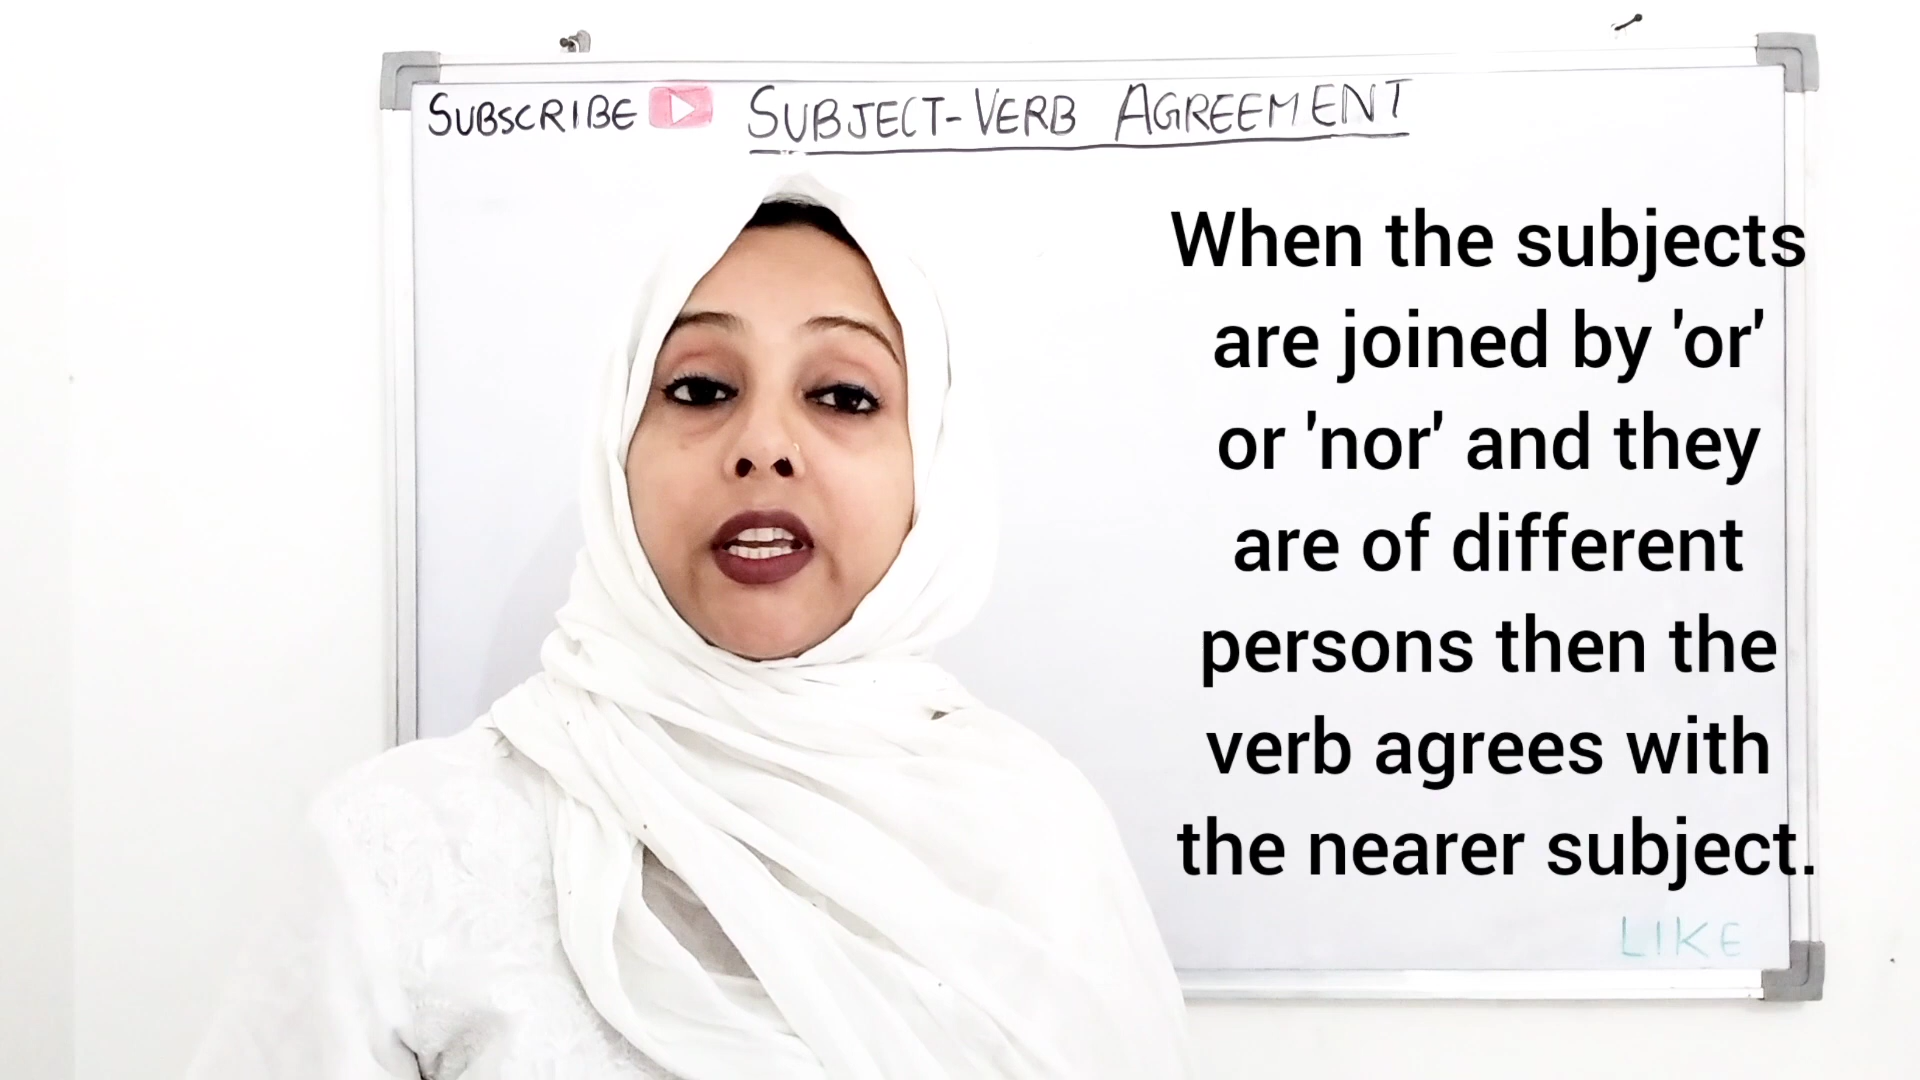 SUBSCRIBE SUBJECT-VERB AGREEMENT
When the subjects
are joined by 'or'
or 'nor' and they
are of different
persons then the
verb agrees with
the nearer subject.
LIKE